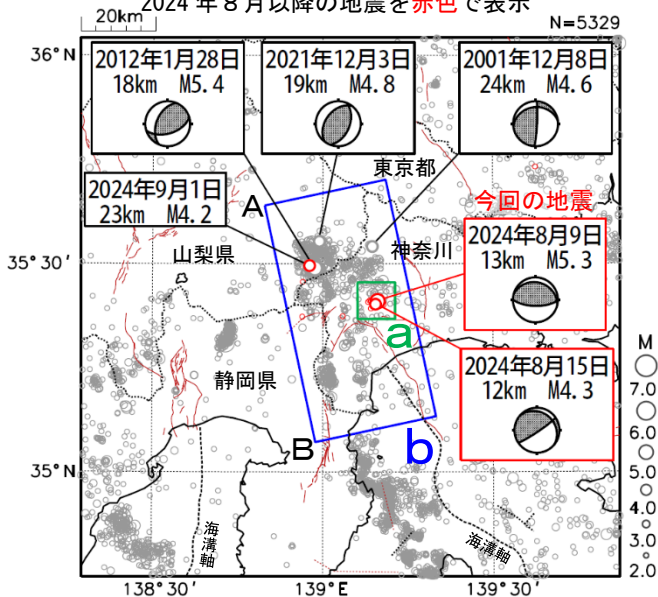 2024年8月以降の地震を赤色で表示
20km
N=5329
36°N
2012年1月28日
18km M5.4
2021年12月3日
19km M4.8
2001年12月8日
24km M4.6
東京都
2024年9月1日
23km M4.2
A
今回の地震
2024年8月9日
13km M5.3
山梨県
神奈川
35°30′
a
2024年8月15日
12km M4.3
静岡県
M
7.0
6.0
5.0
4.0
3.0
2.0
B
b
35°N
海溝軸
海溝軸
138°30′
139°E
139°30′